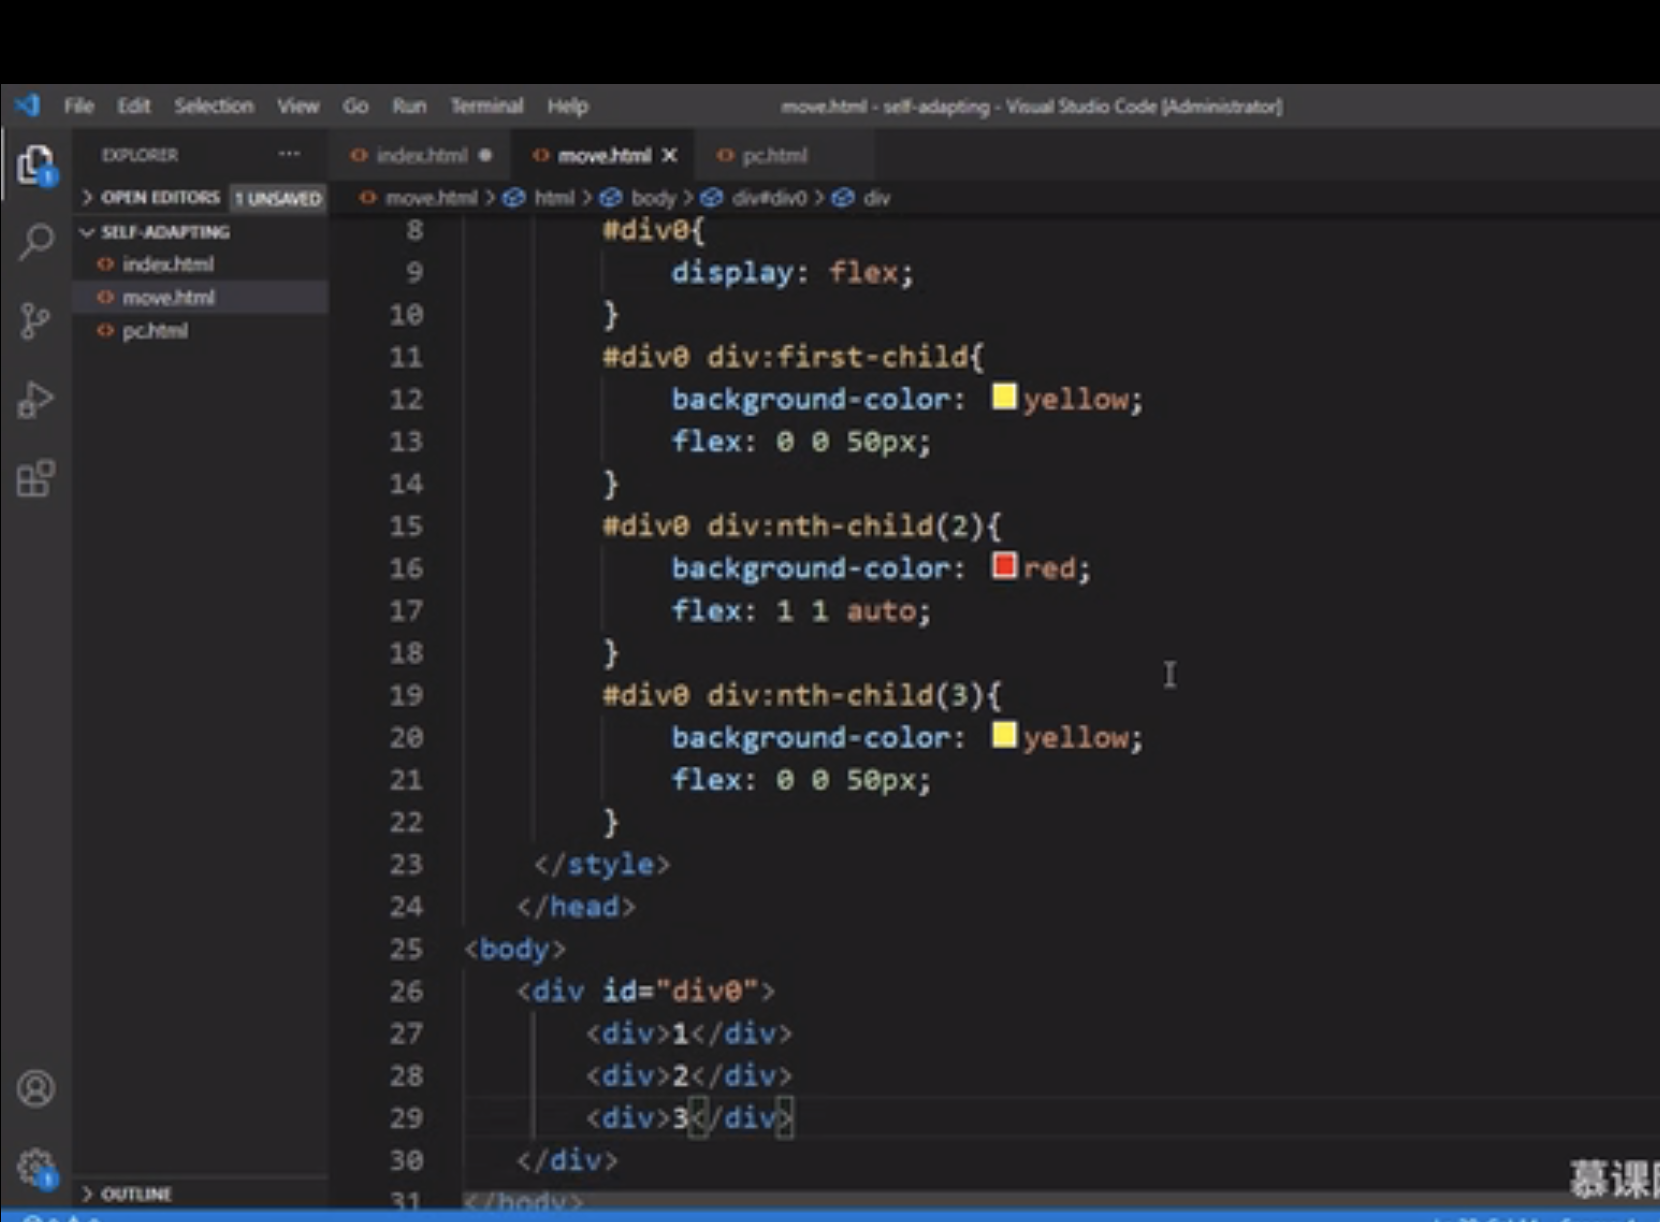 File Edit Selection View Go Run Terminal Help move.html - self-adapting - Visual Studio Code [Administrator]
EXPLORER ··· index.html ● move.html × pc.html
> OPEN EDITORS 1 UNSAVED
move.html > html > body > div#div0 > div
SELF-ADAPTING
index.html
move.html
pc.html
8 #div0{
9 display: flex;
10 }
11 #div0 div:first-child{
12 background-color: yellow;
13 flex: 0 0 50px;
14 }
15 #div0 div:nth-child(2){
16 background-color: red;
17 flex: 1 1 auto;
18 }
19 #div0 div:nth-child(3){
20 background-color: yellow;
21 flex: 0 0 50px;
22 }
23 </style>
24 </head>
25 <body>
26 <div id="div0">
27 <div>1</div>
28 <div>2</div>
29 <div>3</div>
30 </div>
31 </body>
> OUTLINE
1
1
慕课